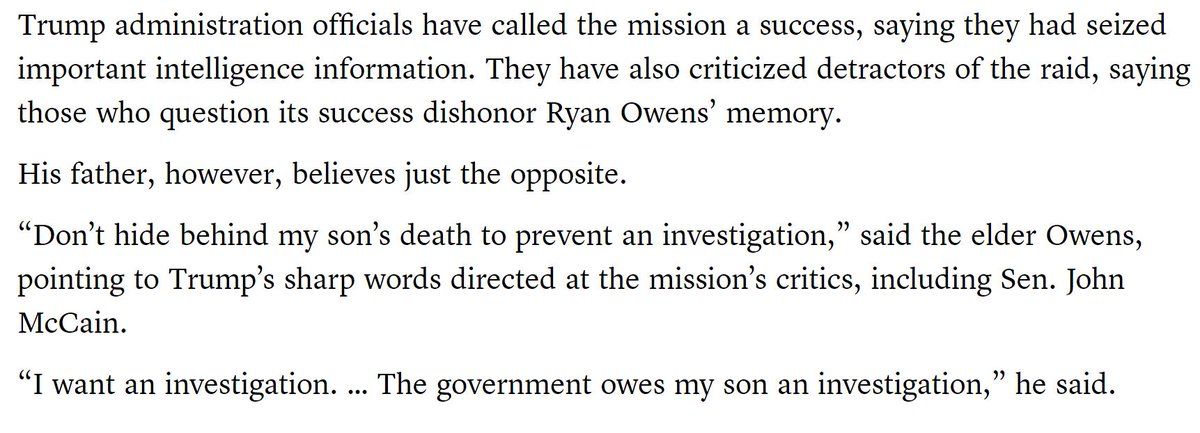 Trump administration officials have called the mission a success, saying they had seized
important intelligence information. They have also criticized detractors of the raid, saying
those who question its success dishonor Ryan Owens’ memory.
His father, however, believes just the opposite.
“Don’t hide behind my son’s death to prevent an investigation,” said the elder Owens,
pointing to Trump’s sharp words directed at the mission’s critics, including Sen. John
McCain.
“I want an investigation. … The government owes my son an investigation,” he said.